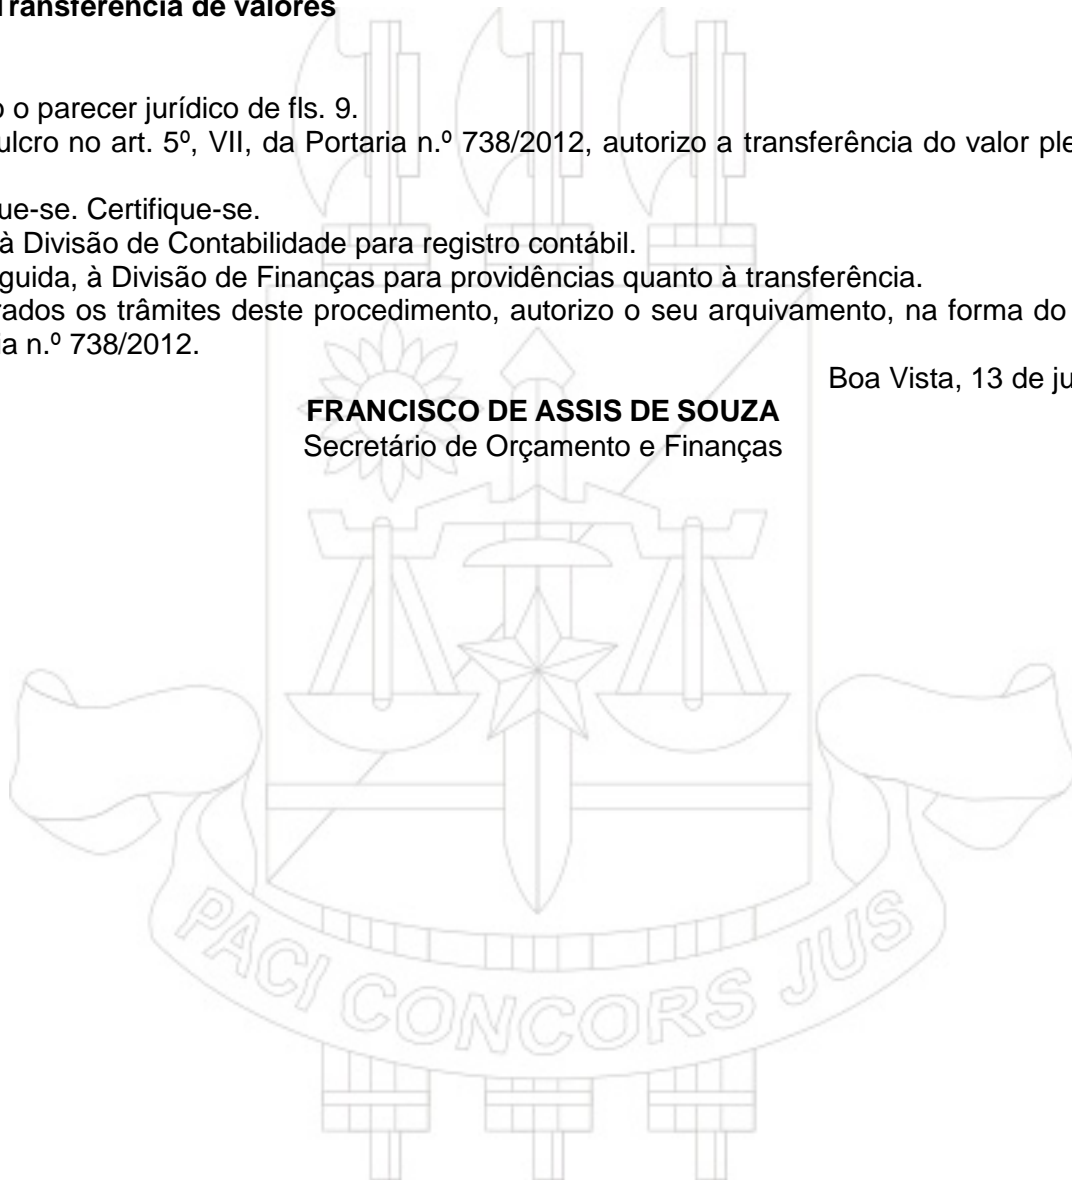 Transferência de valores
o parecer jurídico de fls. 9.
ulcro no art. 5º, VII, da Portaria n.º 738/2012, autorizo a transferência do valor ple
ue-se. Certifique-se.
à Divisão de Contabilidade para registro contábil.
guida, à Divisão de Finanças para providências quanto à transferência.
rados os trâmites deste procedimento, autorizo o seu arquivamento, na forma do
ia n.º 738/2012.
Boa Vista, 13 de ju
FRANCISCO DE ASSIS DE SOUZA
Secretário de Orçamento e Finanças
PACI CONCORS JUS